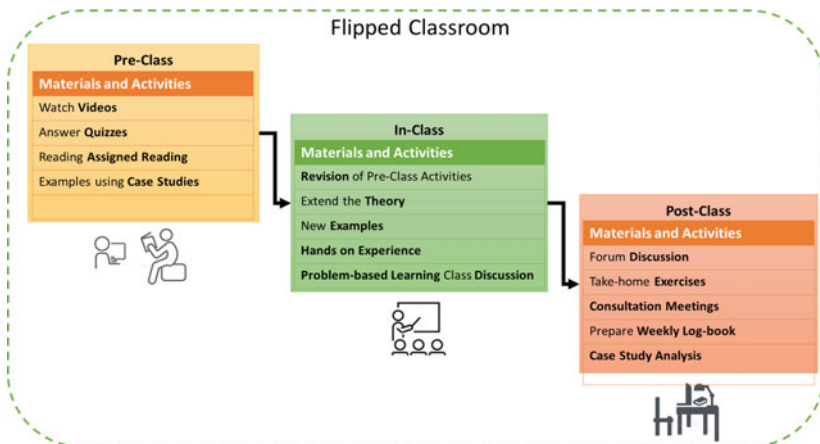 Flipped Classroom
Pre-Class
Materials and Activities
Watch Videos
Answer Quizzes
Reading Assigned Reading
Examples using Case Studies
In-Class
Materials and Activities
Revision of Pre-Class Activities
Extend the Theory
New Examples
Hands on Experience
Problem-based Learning Class Discussion
Post-Class
Materials and Activities
Forum Discussion
Take-home Exercises
Consultation Meetings
Prepare Weekly Log-book
Case Study Analysis